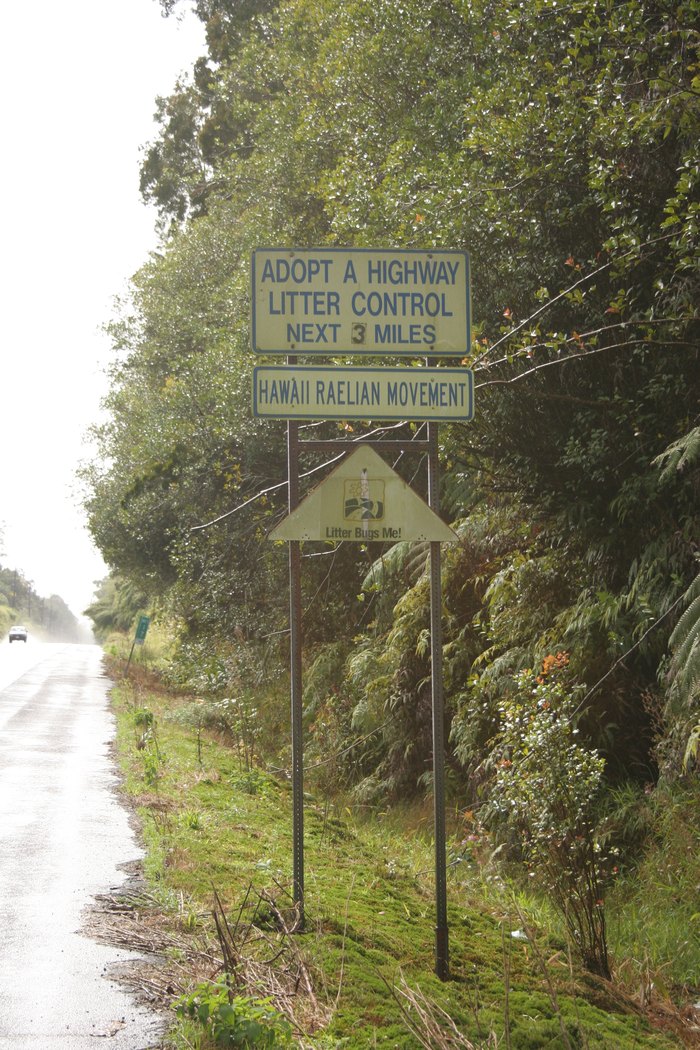 ADOPT A HIGHWAY
LITTER CONTROL
NEXT 3 MILES
HAWAII RAELIAN MOVEMENT
Litter Bugs Me!